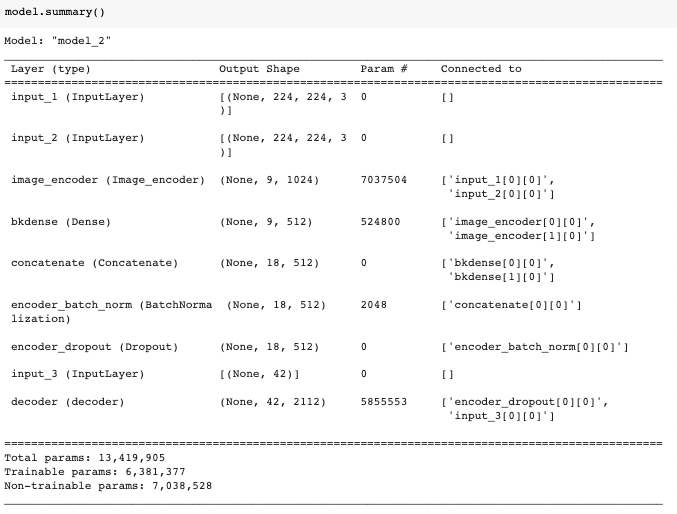 model.summary()
Model: "model_2"
Layer (type) Output Shape Param # Connected to
input_1 (InputLayer) [(None, 224, 224, 3 0 []
)]
input_2 (InputLayer) [(None, 224, 224, 3 0 []
)]
image_encoder (Image_encoder) (None, 9, 1024) 7037504 ['input_1[0][0]',
'input_2[0][0]']
bkdense (Dense) (None, 9, 512) 524800 ['image_encoder[0][0]',
'image_encoder[1][0]']
concatenate (Concatenate) (None, 18, 512) 0 ['bkdense[0][0]',
'bkdense[1][0]']
encoder_batch_norm (BatchNorma (None, 18, 512) 2048 ['concatenate[0][0]']
lization)
encoder_dropout (Dropout) (None, 18, 512) 0 ['encoder_batch_norm[0][0]']
input_3 (InputLayer) [(None, 42)] 0 []
decoder (decoder) (None, 42, 2112) 5855553 ['encoder_dropout[0][0]',
'input_3[0][0]']
Total params: 13,419,905
Trainable params: 6,381,377
Non-trainable params: 7,038,528